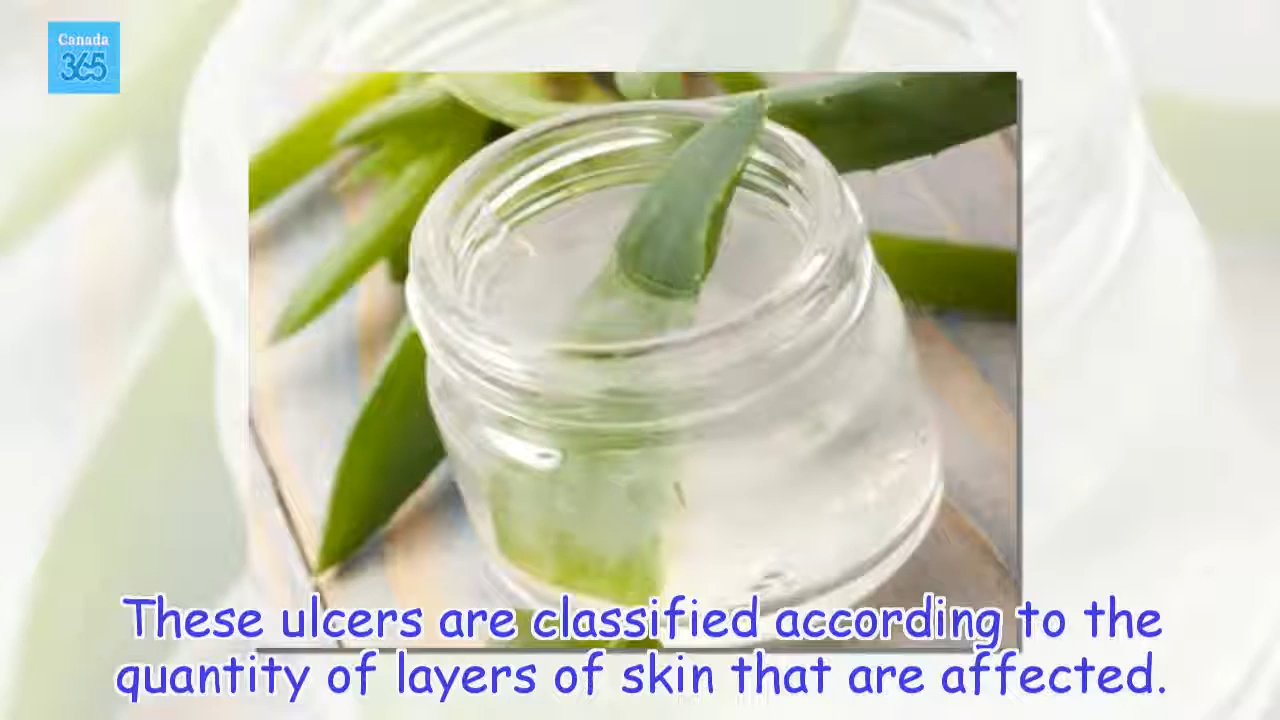 Canada
365
These ulcers are classified according to the
quantity of layers of skin that are affected.